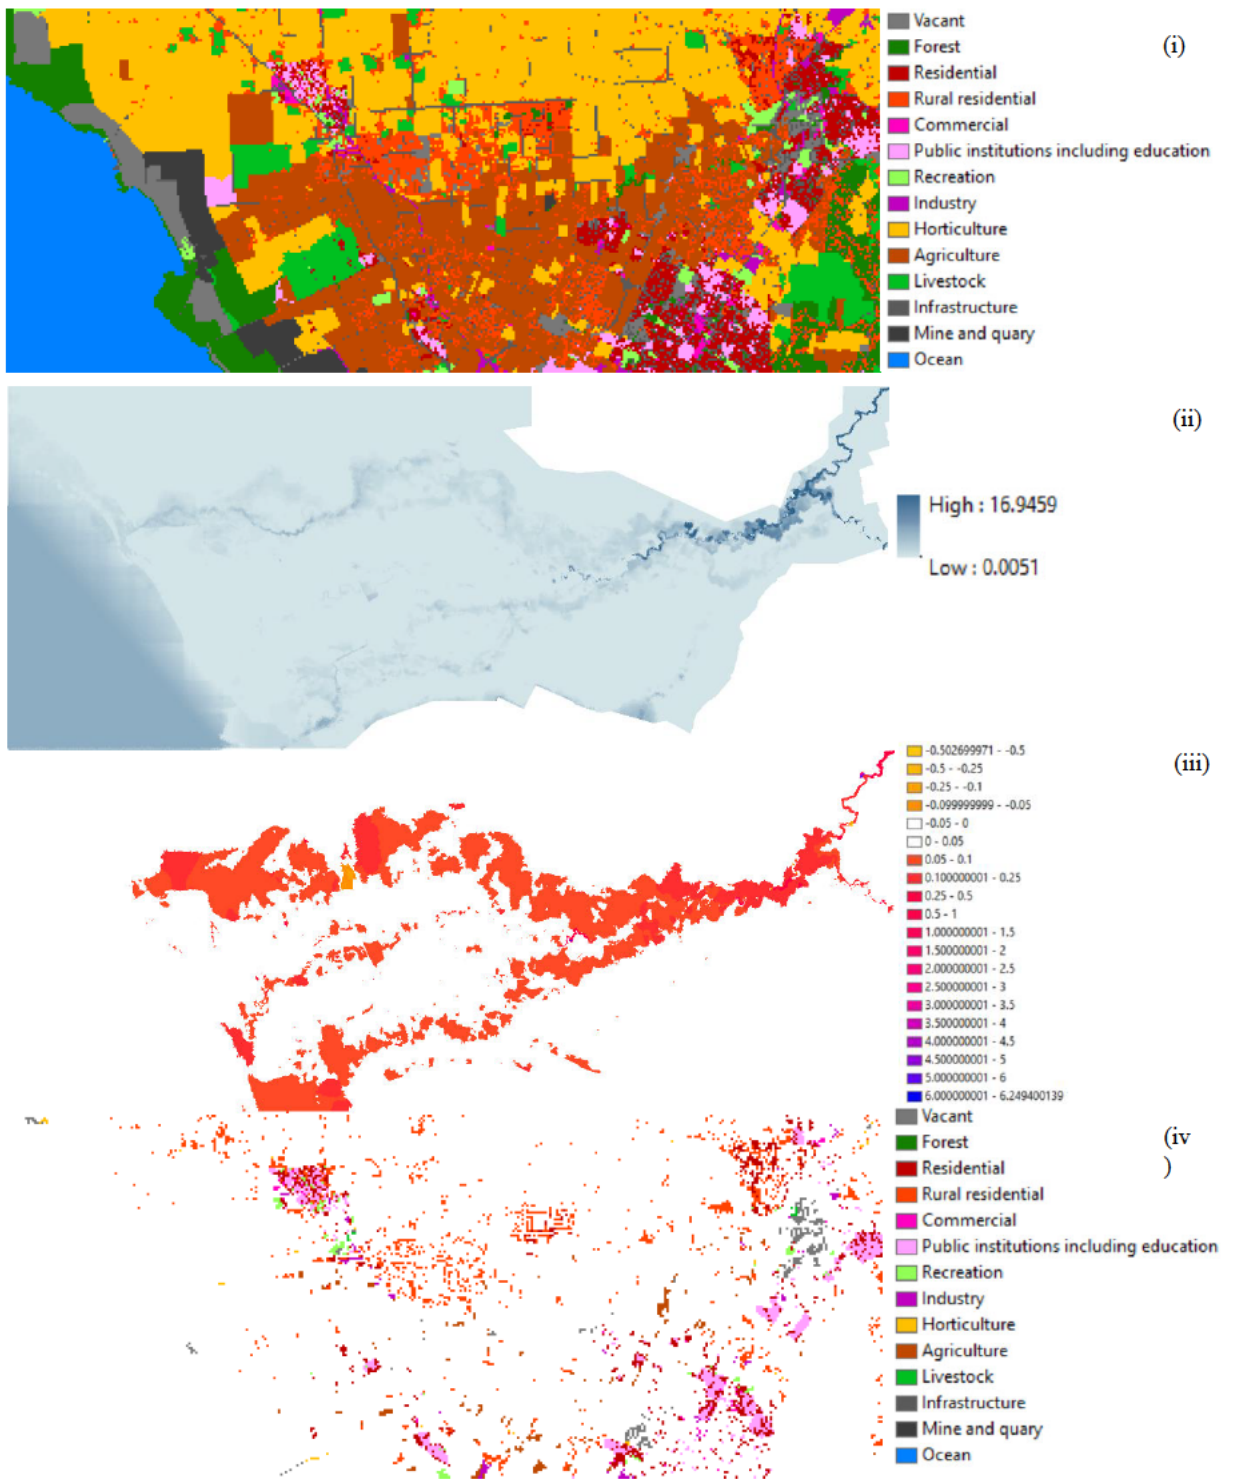 Vacant
Forest
(i)
Residential
Rural residential
Commercial
Public institutions including education
Recreation
Industry
Horticulture
Agriculture
Livestock
Infrastructure
Mine and quary
Ocean
(ii)
High : 16.9459
Low : 0.0051
-0.502699971 - -0.5
(iii)
-0.5 - -0.25
-0.25 - -0.1
-0.099999999 - -0.05
-0.05 - 0
0 - 0.05
0.05 - 0.1
0.100000001 - 0.25
0.25 - 0.5
0.5 - 1
1.000000001 - 1.5
1.500000001 - 2
2.000000001 - 2.5
2.500000001 - 3
3.000000001 - 3.5
3.500000001 - 4
4.000000001 - 4.5
4.500000001 - 5
5.000000001 - 6
6.000000001 - 6.249400139
Vacant
Forest
(iv
)
Residential
Rural residential
Commercial
Public institutions including education
Recreation
Industry
Horticulture
Agriculture
Livestock
Infrastructure
Mine and quary
Ocean